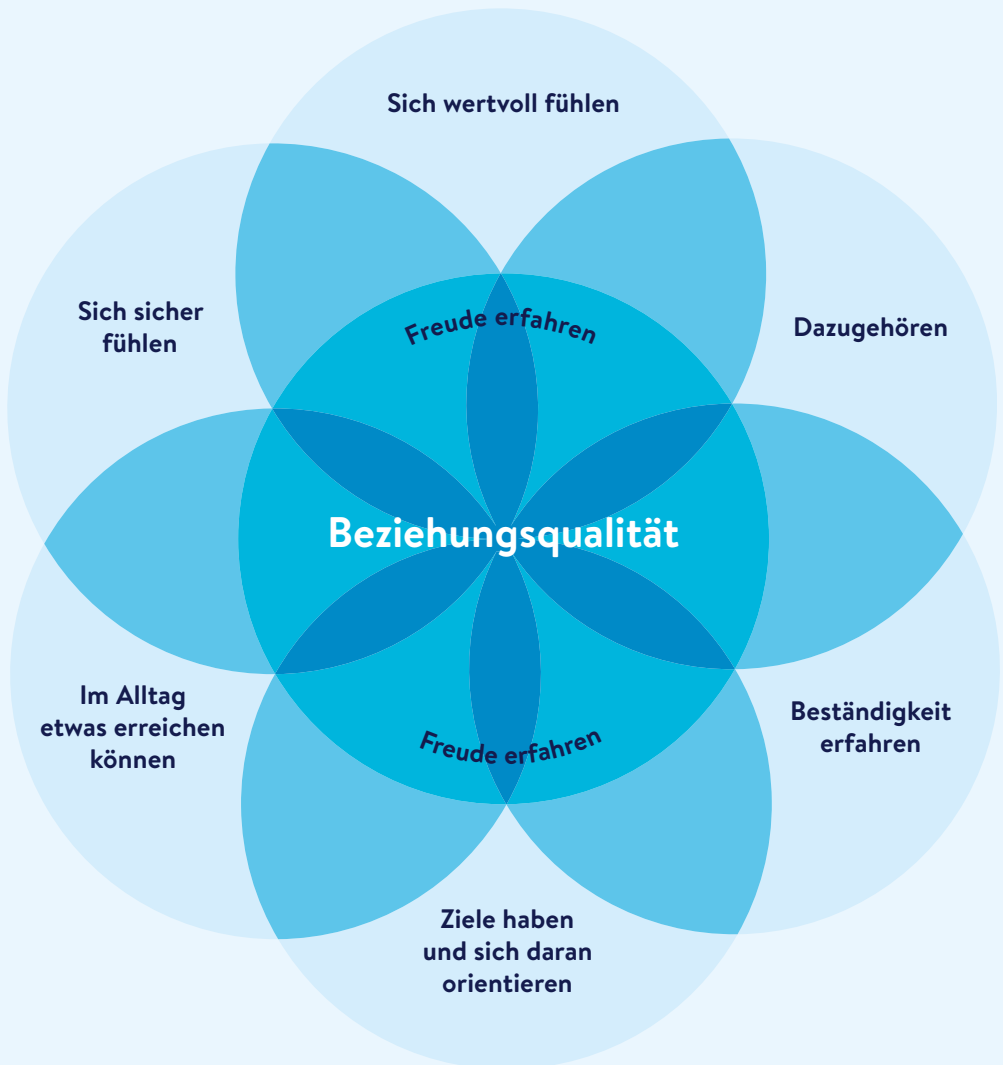 Sich wertvoll fühlen
Sich sicher
fühlen
Dazugehören
Freude erfahren
Beziehungsqualität
Im Alltag
etwas erreichen
können
Beständigkeit
erfahren
Freude erfahren
Ziele haben
und sich daran
orientieren